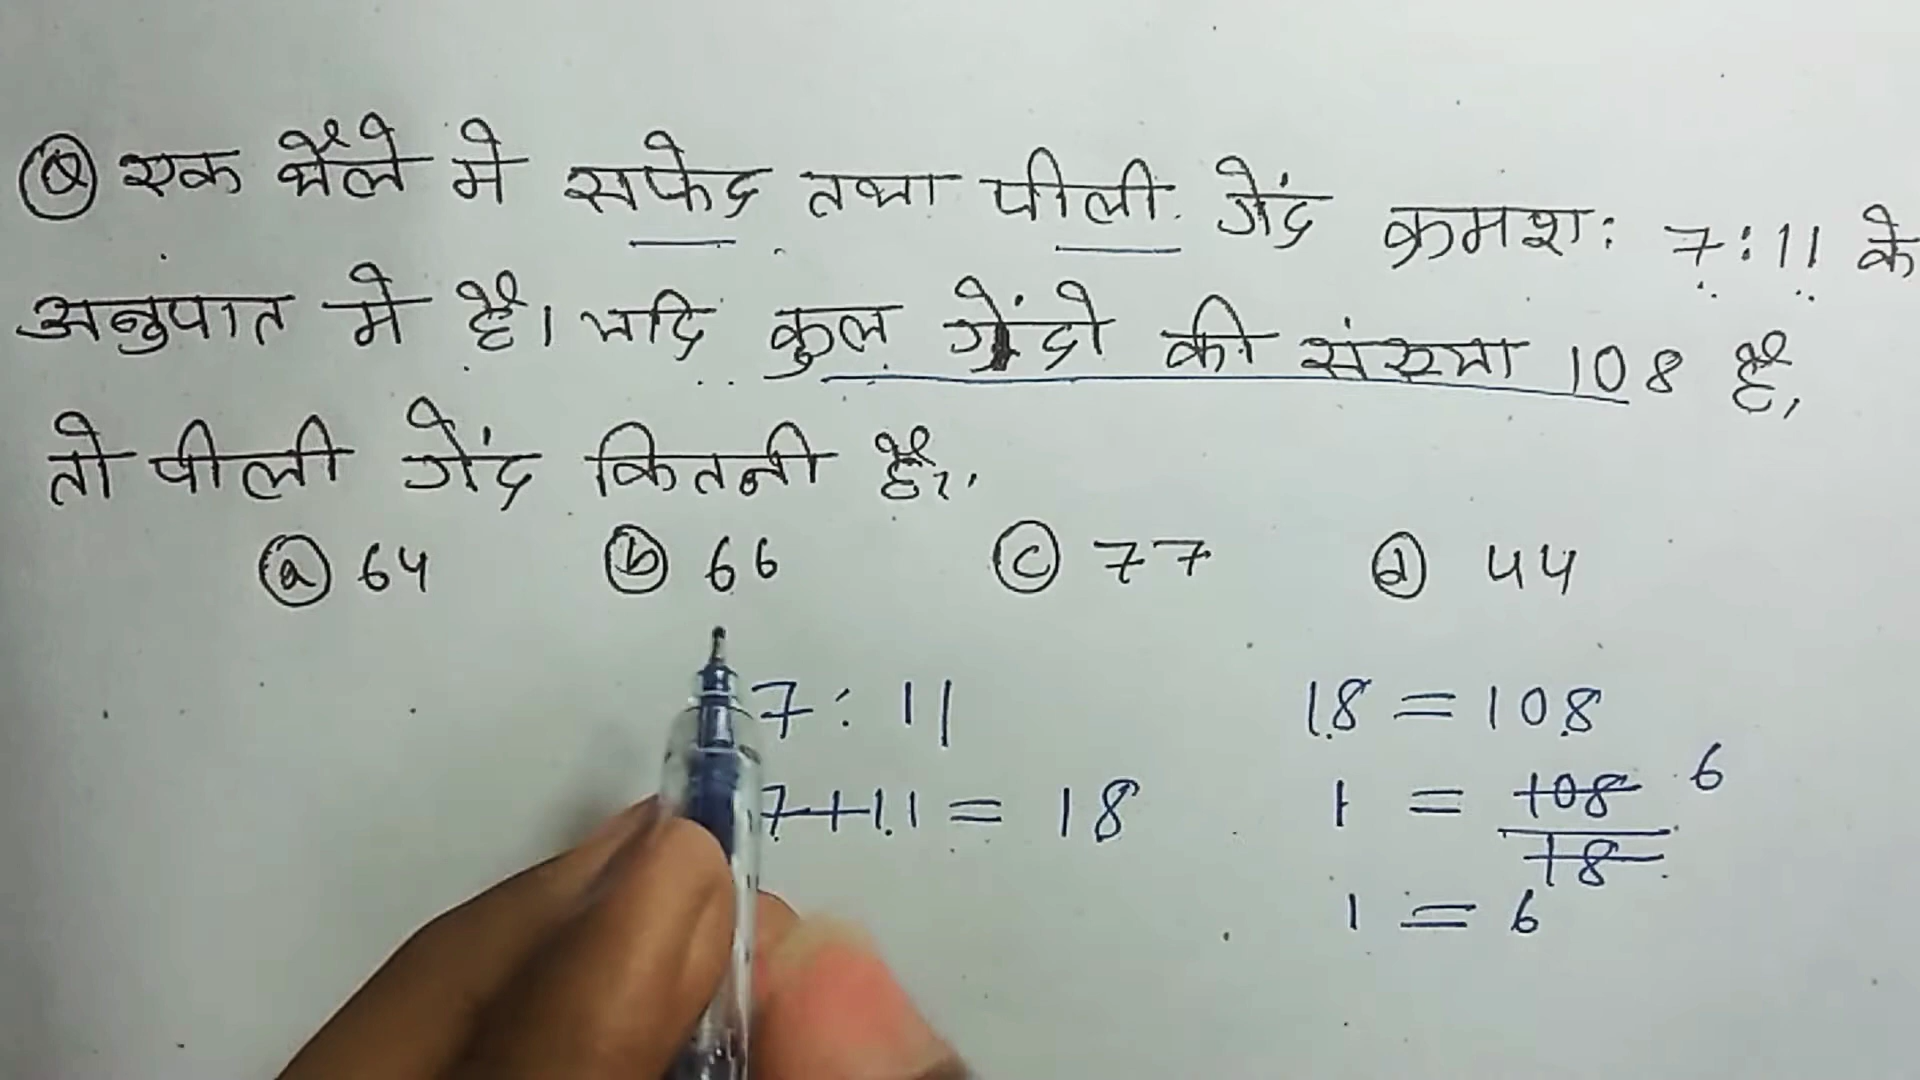 Q एक थैले मे सफेद तथा पीली गेंद क्रमशः 7:11 के
अनुपात मे है। यदि कुल गेंदो की संख्या 108 है,
तो पीली गेंद कितनी है?
a 64 b 66 c 77 d 44
7 : 11 18 = 108
7+11 = 18 1 = 108 6
18
1 = 6